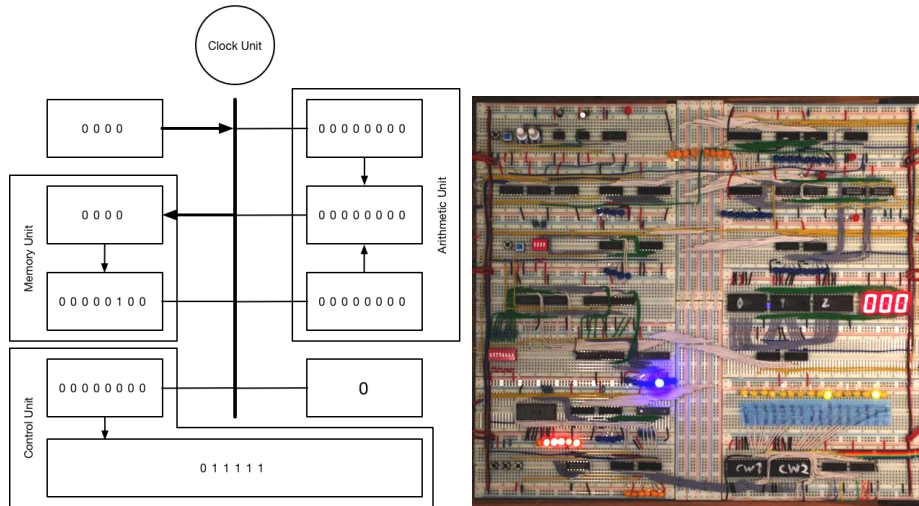 Clock Unit
0 0 0 0
0 0 0 0 0 0 0 0
0 0 0 0
0 0 0 0 0 0 0 0
Memory Unit
Arithmetic Unit
0 0 0 0 0 1 0 0
0 0 0 0 0 0 0 0
Control Unit
0 0 0 0 0 0 0 0
0
0 1 1 1 1 1
0 1 2
000
CW1 CW2